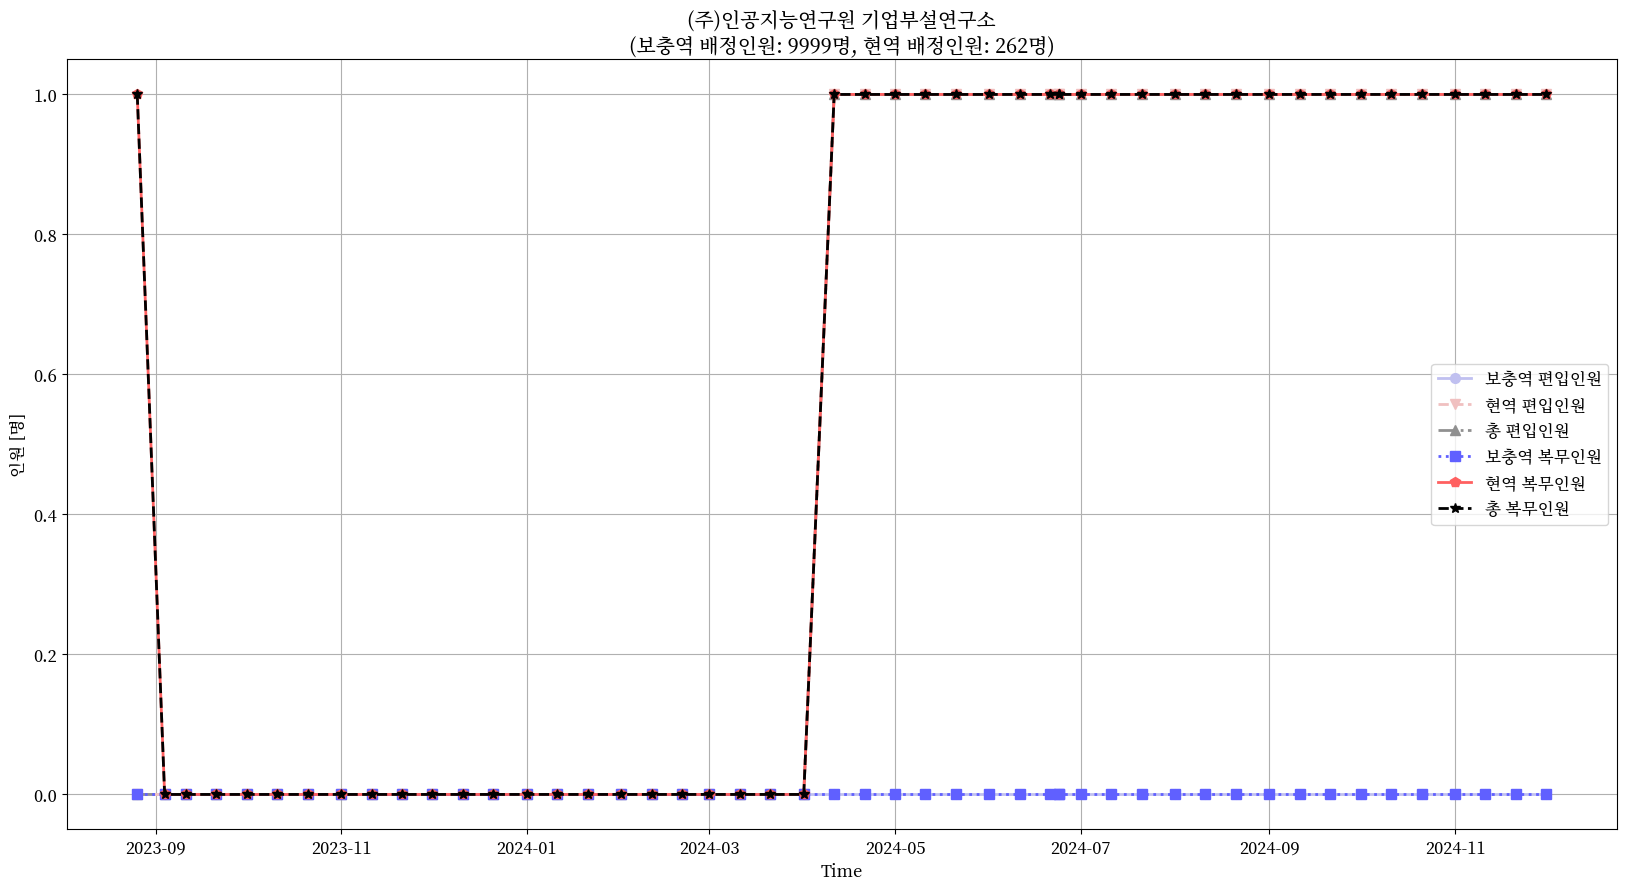 (주)인공지능연구원 기업부설연구소
(보충역 배정인원: 9999명, 현역 배정인원: 262명)
1.0
0.8
0.6
0.4
0.2
0.0
인원 [명]
보충역 편입인원
현역 편입인원
총 편입인원
보충역 복무인원
현역 복무인원
총 복무인원
2023-09 2023-11 2024-01 2024-03 2024-05 2024-07 2024-09 2024-11
Time